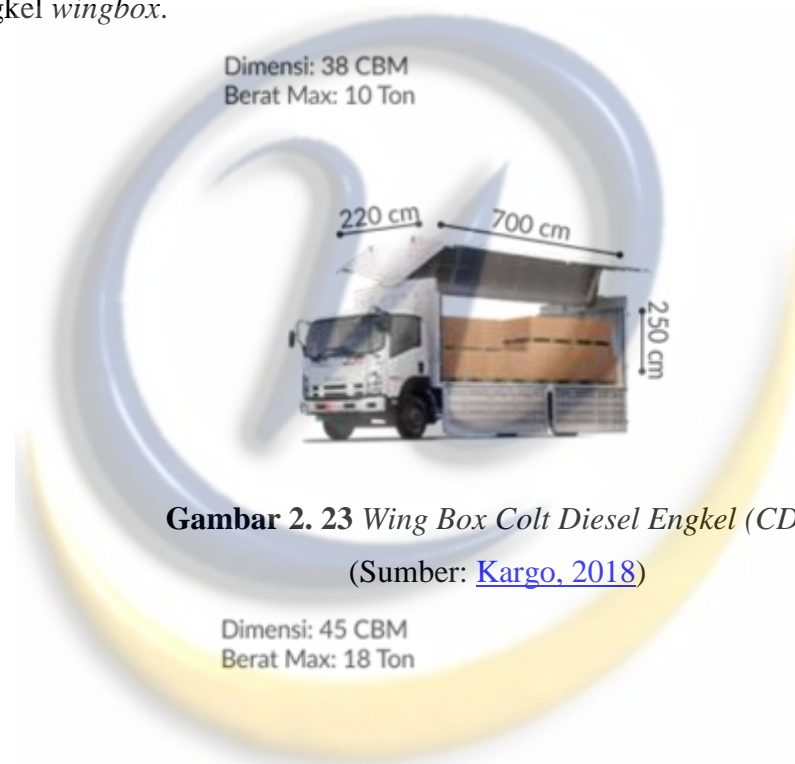 gkel wingbox.
Dimensi: 38 CBM
Berat Max: 10 Ton
220 cm
700 cm
250 cm
Gambar 2. 23 Wing Box Colt Diesel Engkel (CD
(Sumber: Kargo, 2018)
Dimensi: 45 CBM
Berat Max: 18 Ton